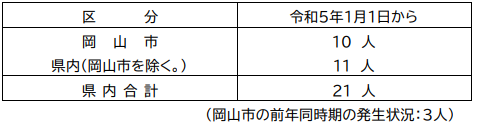 区　　　分　　令和５年１月１日から
岡　山　市　　１０　人
県内（岡山市を除く。）　　１１　人
県 内 合 計　　２１　人
（岡山市の前年同時期の発生状況：３人）